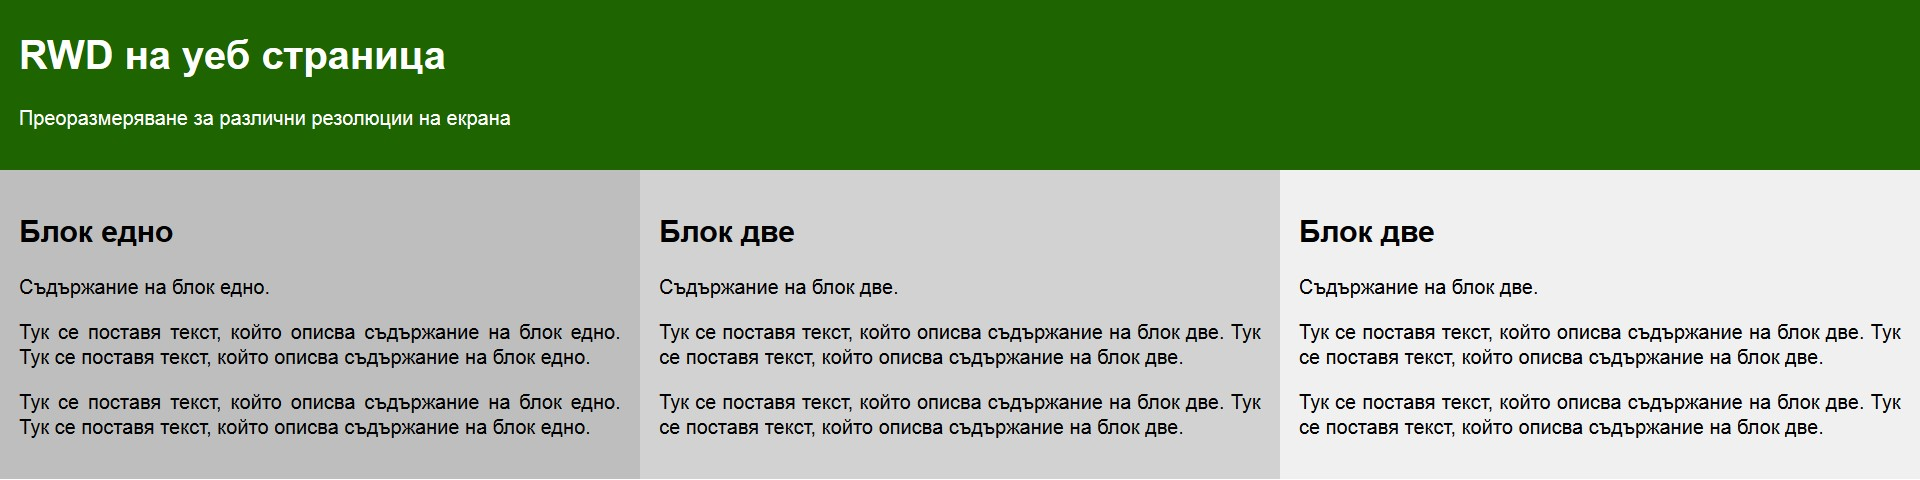 RWD на уеб страница
Преоразмеряване за различни резолюции на екрана
Блок едно
Съдържание на блок едно.
Тук се поставя текст, който описва съдържание на блок едно.
Тук се поставя текст, който описва съдържание на блок едно.
Тук се поставя текст, който описва съдържание на блок едно.
Тук се поставя текст, който описва съдържание на блок едно.
Блок две
Съдържание на блок две.
Тук се поставя текст, който описва съдържание на блок две. Тук
се поставя текст, който описва съдържание на блок две.
Тук се поставя текст, който описва съдържание на блок две. Тук
се поставя текст, който описва съдържание на блок две.
Блок две
Съдържание на блок две.
Тук се поставя текст, който описва съдържание на блок две. Тук
се поставя текст, който описва съдържание на блок две.
Тук се поставя текст, който описва съдържание на блок две. Тук
се поставя текст, който описва съдържание на блок две.